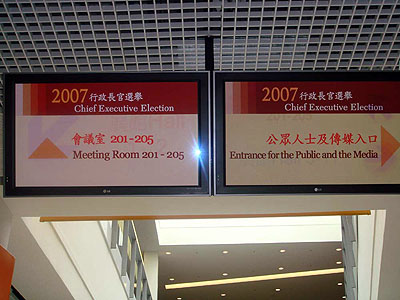 2007 行政長官選舉
Chief Executive Election
會議室 201-205
Meeting Room 201 - 205
LG
2007 行政長官選舉
Chief Executive Election
公眾人士及傳媒入口
Entrance for the Public and the Media
LG